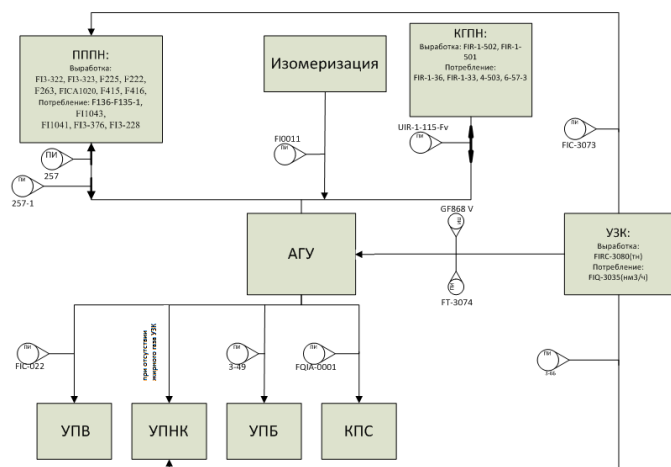 ПППН:
Выработка:
FI3-322, FI3-323, F225, F222,
F263, FICA1020, F415, F416,
Потребление: F136-F135-1,
FI1043,
FI1041, FI3-376, FI3-228
Изомеризация
КГПН:
Выработка: FIR-1-502, FIR-1-
501
Потребление:
FIR-1-36, FIR-1-33, 4-503, 6-57-3
ПИ
257
ПИ
257-1
FI0011
ПИ
UIR-1-115-Fv
ПИ
ПИ
FIC-3073
GF868 V
ПИ
АГУ
УЗК:
Выработка:
FIRC-3080(тн)
Потребление:
FIQ-3035(нм3/ч)
ПИ
FT-3074
ПИ
FIC-022
при отсутствии
жирного газа УЗК
ПИ
3-49
ПИ
FQIA-0001
ПИ
3-46
УПВ
УПНК
УПБ
КПС